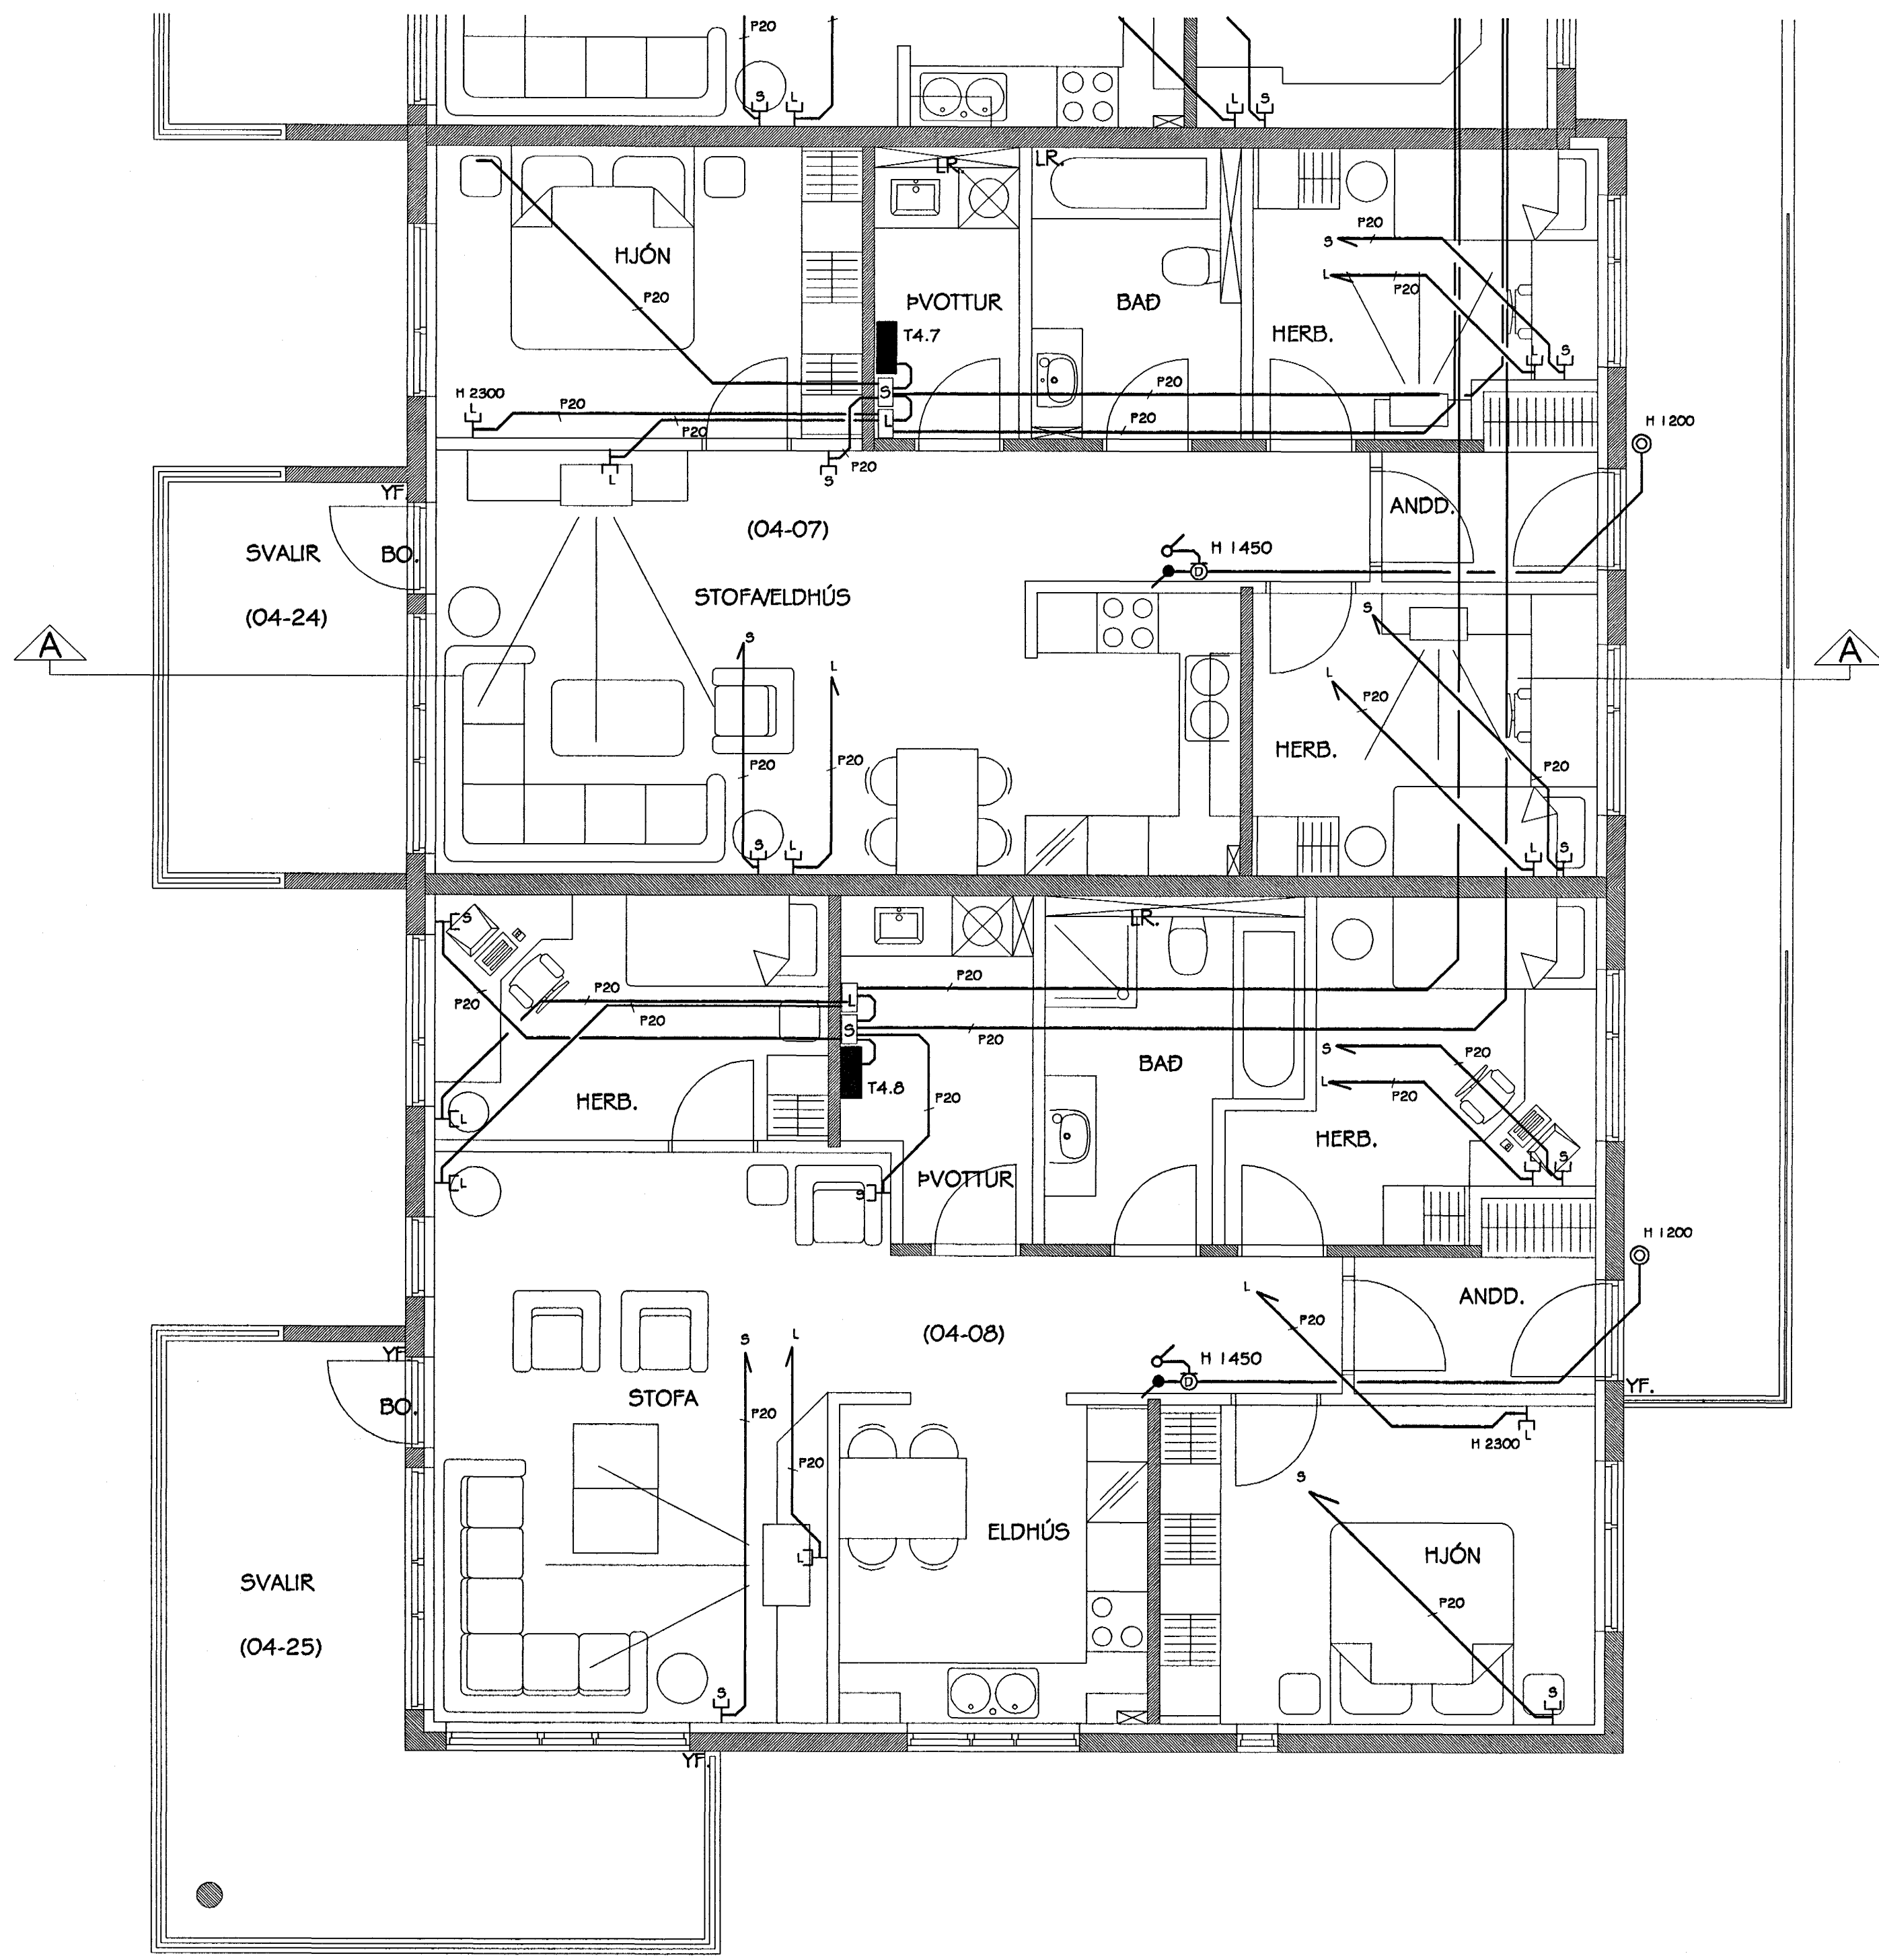 P20
S
L
L
S
LR.
LR.
S
P20
HJÓN
L
P20
P20
ÞVOTTUR
BAÐ
T4.7
HERB.
L
S
S
P20
H 2300
L
P20
L
P20
P20
H 1200
P20
L
S
YF.
ANDD.
(04-07)
SVALIR
BO.
H 1450
D
STOFA/ELDHÚS
S
(04-24)
A
A
S
L
L
P20
HERB.
P20
P20
P20
S
L
L
S
S
LR.
P20
P20
P20
L
P20
P20
S
P20
S
P20
BAÐ
L
P20
T4.8
P20
HERB.
L
HERB.
S
L
S
ÞVOTTUR
H 1200
L
ANDD.
P20
(04-08)
S
L
YF.
H 1450
D
YF.
STOFA
BO.
P20
L
H 2300
P20
S
ELDHÚS
L
HJÓN
SVALIR
P20
(04-25)
S
S
YF.